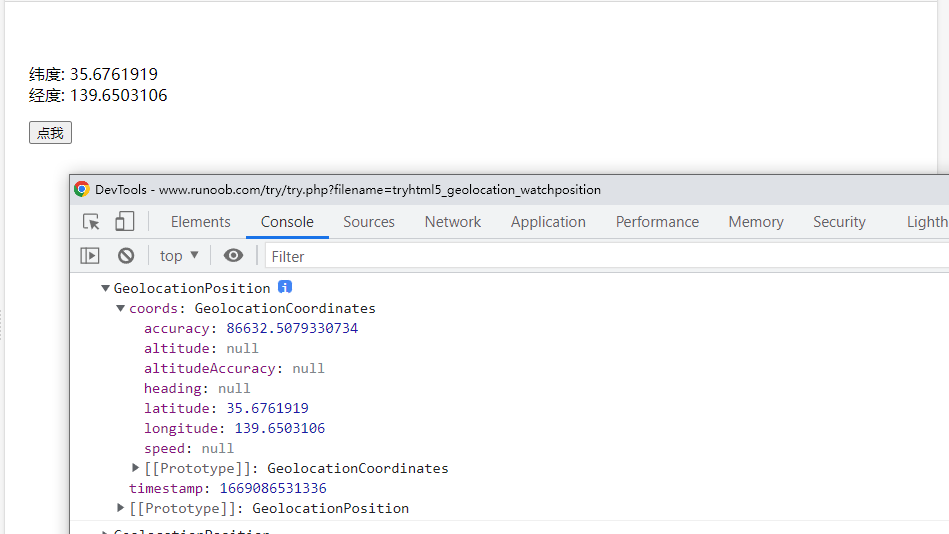 纬度: 35.6761919
经度: 139.6503106
点我
DevTools - www.runoob.com/try/try.php?filename=tryhtml5_geolocation_watchposition
Elements Console Sources Network Application Performance Memory Security Lighth
top Filter
GeolocationPosition i
coords: GeolocationCoordinates
accuracy: 86632.5079330734
altitude: null
altitudeAccuracy: null
heading: null
latitude: 35.6761919
longitude: 139.6503106
speed: null
[[Prototype]]: GeolocationCoordinates
timestamp: 1669086531336
[[Prototype]]: GeolocationPosition
GeolocationPosition